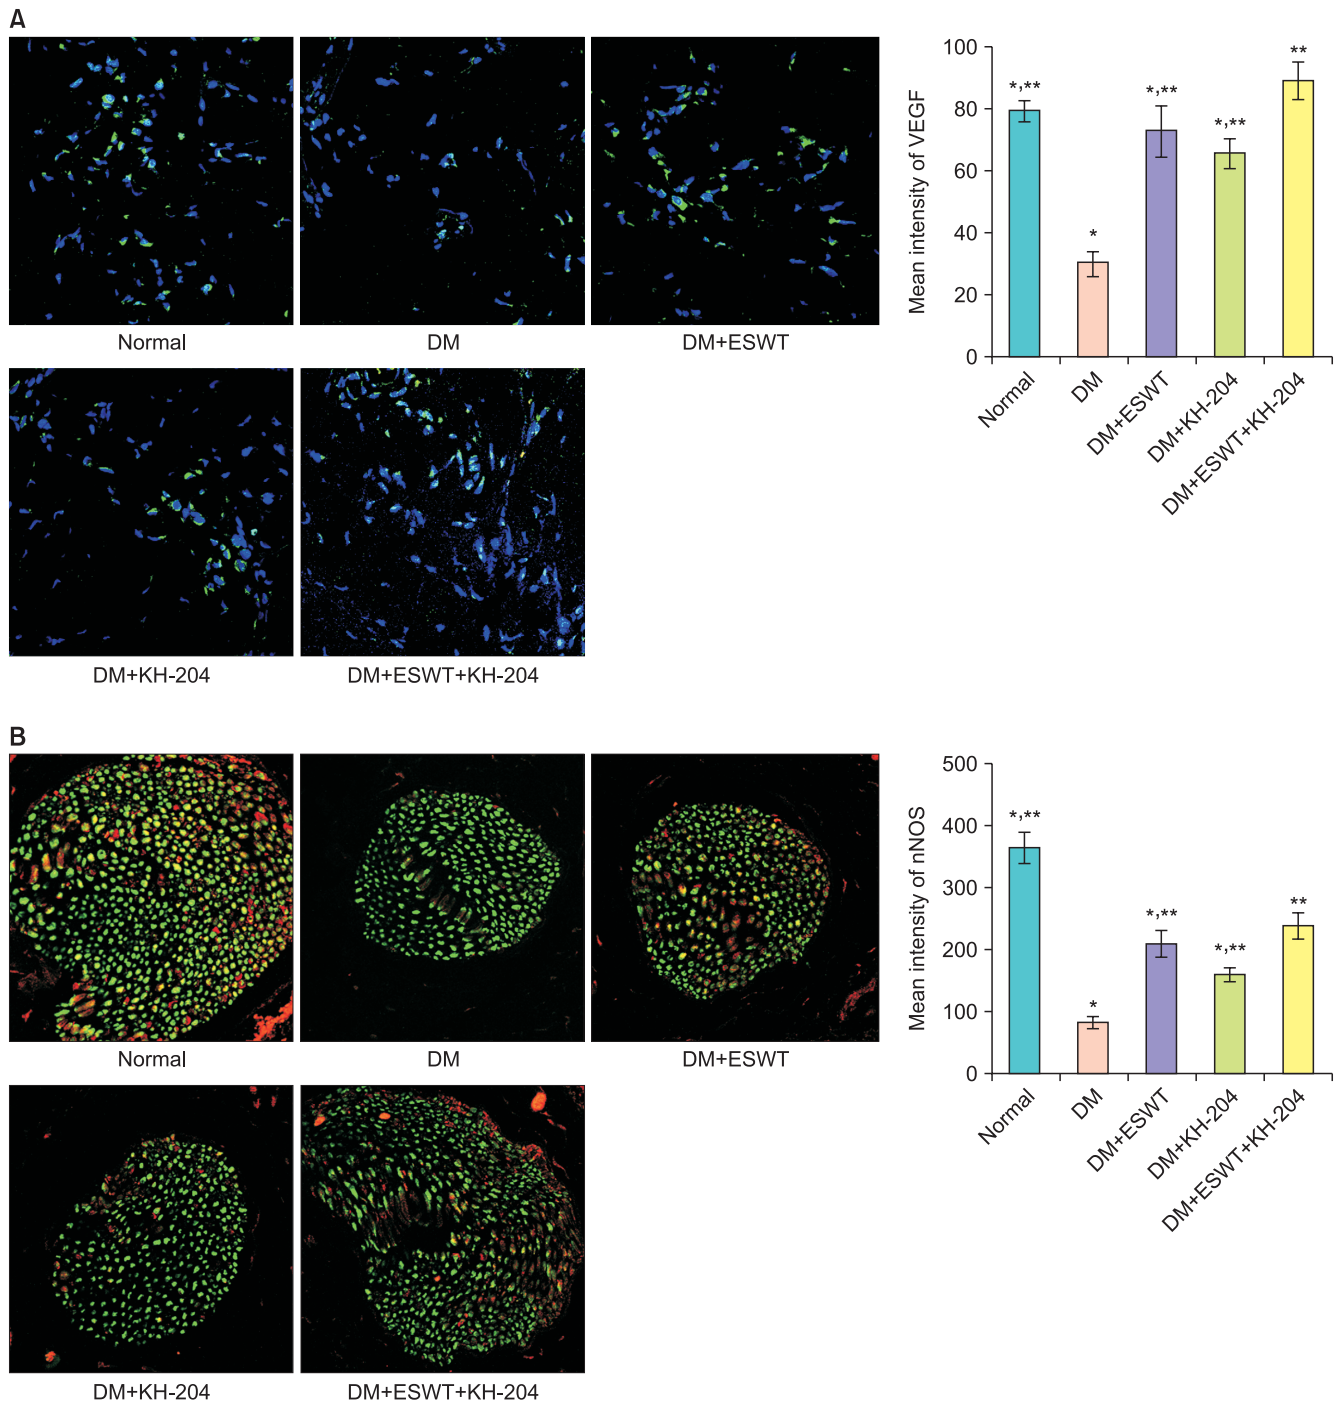 A
Normal
DM
DM+ESWT
DM+KH-204
DM+ESWT+KH-204
Mean intensity of VEGF
100
80
60
40
20
0
*,**
*
*,**
*,**
**
Normal
DM
DM+ESWT
DM+KH-204
DM+ESWT+KH-204
B
Normal
DM
DM+ESWT
DM+KH-204
DM+ESWT+KH-204
Mean intensity of nNOS
500
400
300
200
100
0
*,**
*
*,**
*,**
**
Normal
DM
DM+ESWT
DM+KH-204
DM+ESWT+KH-204